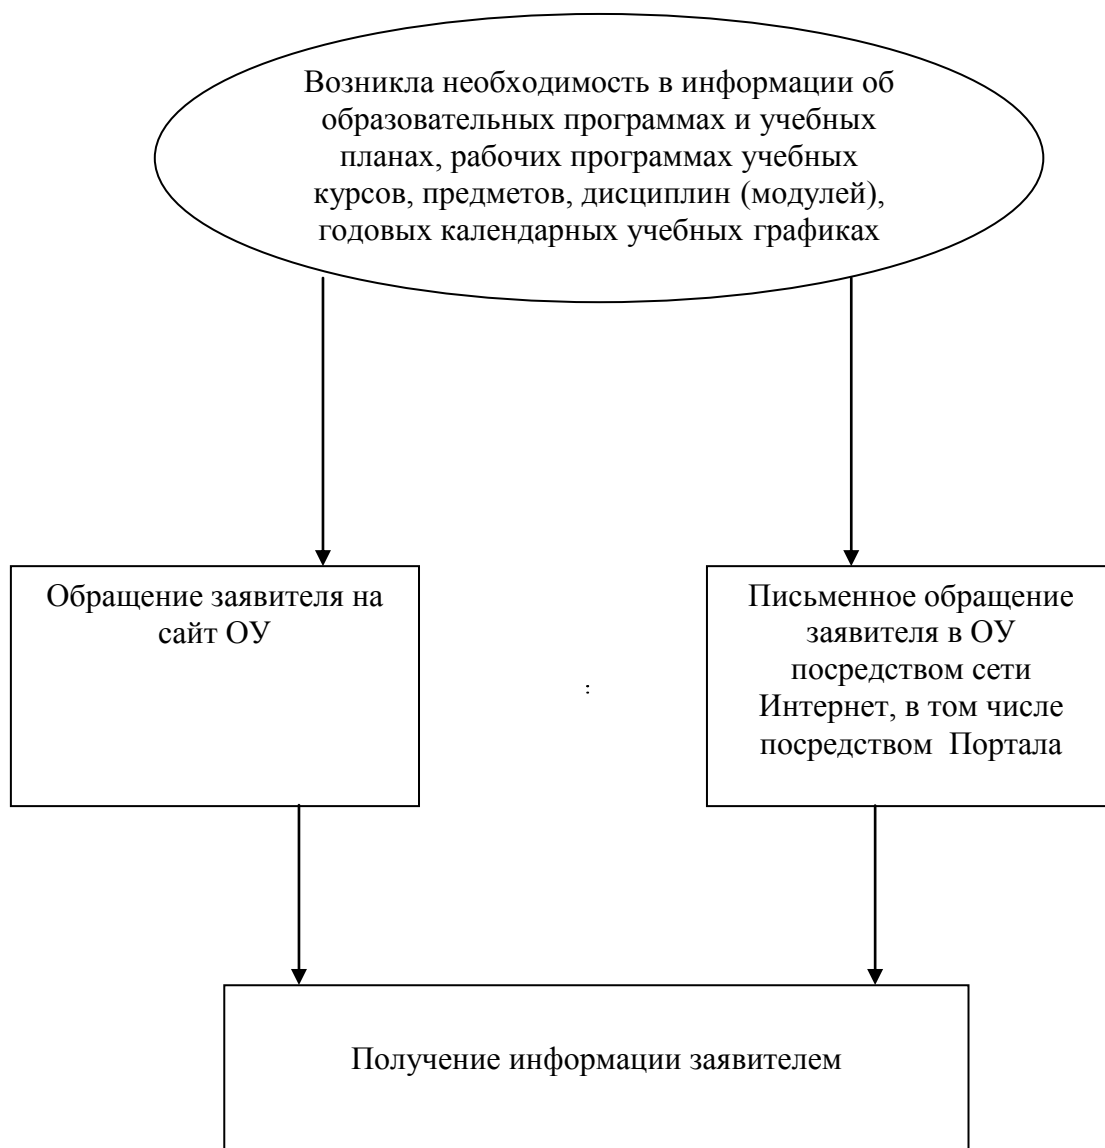 Возникла необходимость в информации об
образовательных программах и учебных
планах, рабочих программах учебных
курсов, предметов, дисциплин (модулей),
годовых календарных учебных графиках
Обращение заявителя на
сайт ОУ
Письменное обращение
заявителя в ОУ
посредством сети
Интернет, в том числе
посредством Портала
:
Получение информации заявителем